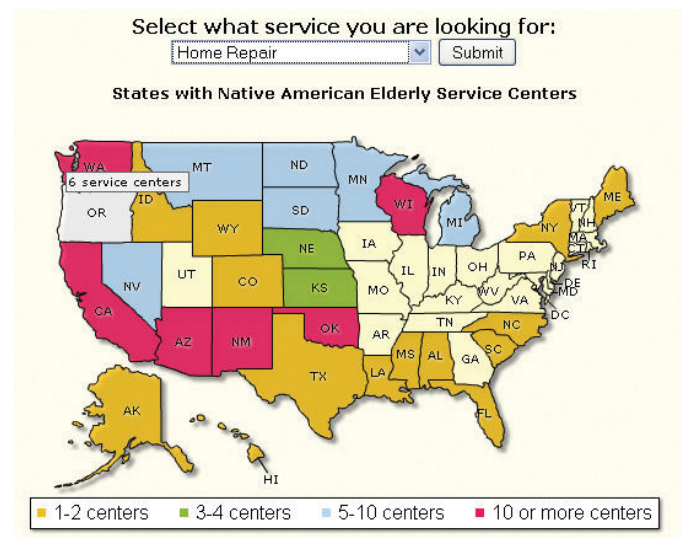 Select what service you are looking for:
Home Repair Submit
States with Native American Elderly Service Centers
WA MT ND MN
6 service centers
OR ID SD WI MI NY VT NH ME
WY MA
NE IA CT RI
NV UT CO IL IN OH PA NJ
KS MO KY WV VA DE
MD
CA DC
AZ NM OK AR TN NC
MS AL GA SC
TX LA
AK FL
HI
1-2 centers 3-4 centers 5-10 centers 10 or more centers